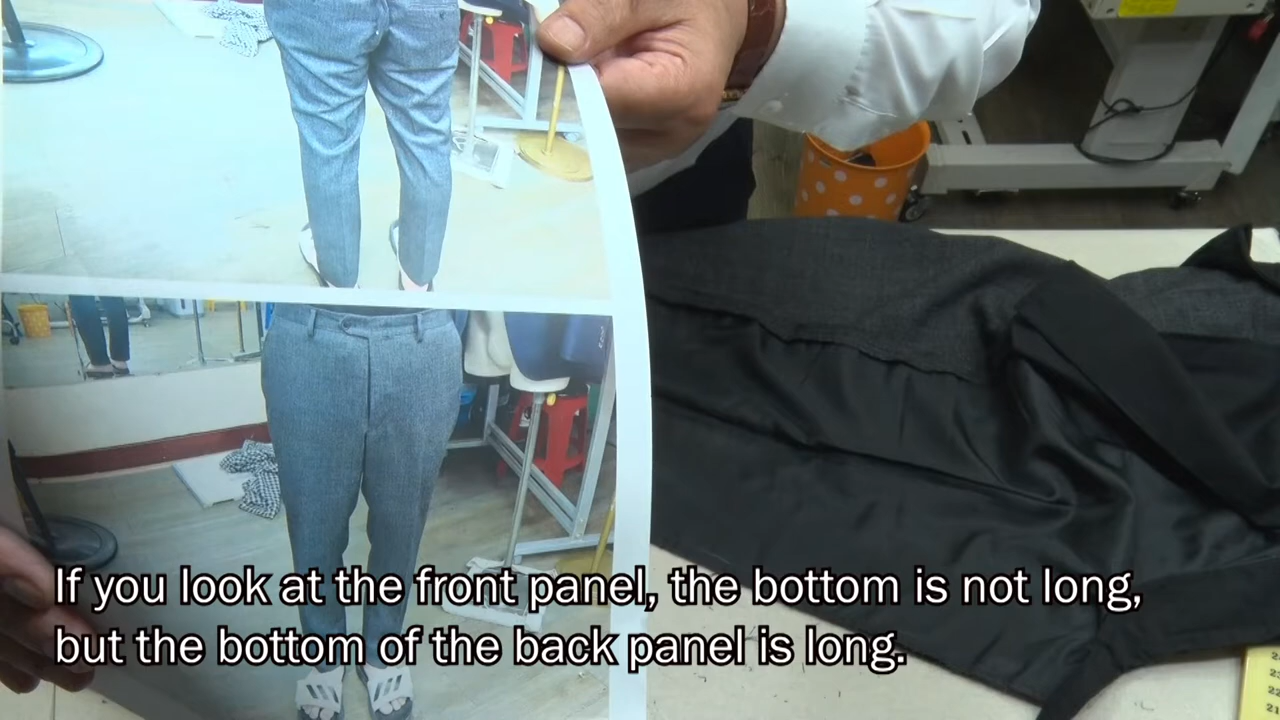 If you look at the front panel, the bottom is not long,
but the bottom of the back panel is long.